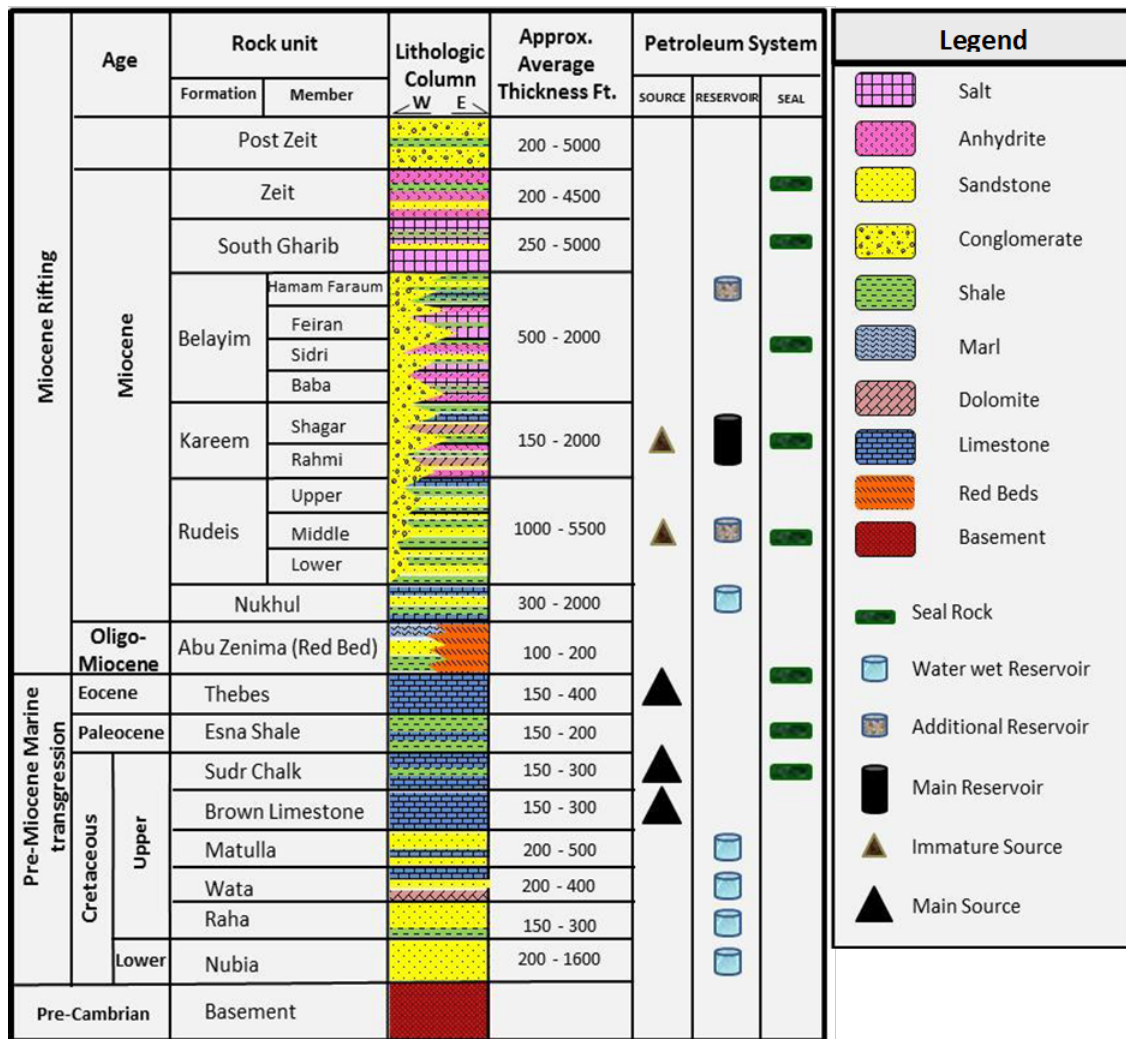 Age
Rock unit
Formation
Member
Lithologic
Column
W E
Approx.
Average
Thickness Ft.
Petroleum System
SOURCE
RESERVOIR
SEAL
Miocene Rifting
Pre-Miocene Marine
transgression
Post Zeit
200 - 5000
Miocene
Zeit
200 - 4500
South Gharib
250 - 5000
Belayim
Hamam Faraum
Feiran
Sidri
Baba
500 - 2000
Kareem
Shagar
Rahmi
150 - 2000
Rudeis
Upper
Middle
Lower
1000 - 5500
Nukhul
300 - 2000
Oligo-
Miocene
Abu Zenima (Red Bed)
100 - 200
Eocene
Thebes
150 - 400
Paleocene
Esna Shale
150 - 200
Cretaceous
Upper
Sudr Chalk
150 - 300
Brown Limestone
150 - 300
Matulla
200 - 500
Wata
200 - 400
Raha
150 - 300
Lower
Nubia
200 - 1600
Pre-Cambrian
Basement
Legend
Salt
Anhydrite
Sandstone
Conglomerate
Shale
Marl
Dolomite
Limestone
Red Beds
Basement
Seal Rock
Water wet Reservoir
Additional Reservoir
Main Reservoir
Immature Source
Main Source